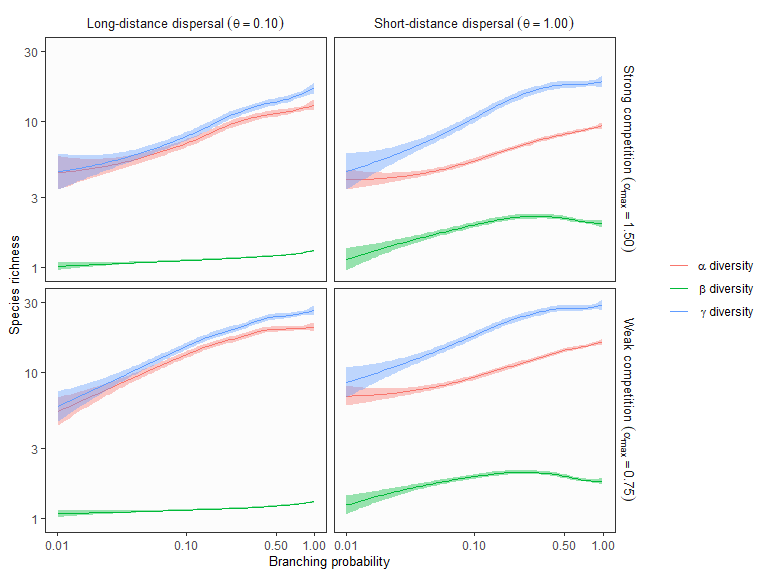 Long-distance dispersal (θ = 0.10)
Short-distance dispersal (θ = 1.00)
Species richness
30
10
3
1
30
10
3
1
Strong competition (αmax = 1.50)
Weak competition (αmax = 0.75)
0.01
0.10
0.50
1.00
0.01
0.10
0.50
1.00
Branching probability
α diversity
β diversity
γ diversity